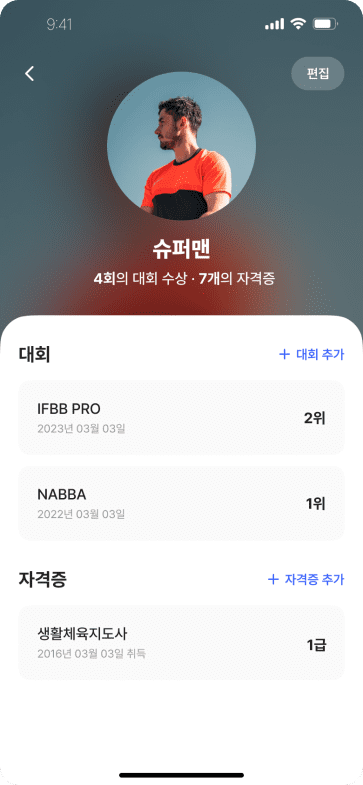 9:41
편집
슈퍼맨
4회의 대회 수상 · 7개의 자격증
대회
+ 대회 추가
IFBB PRO
2023년 03월 03일
2위
NABBA
2022년 03월 03일
1위
자격증
+ 자격증 추가
생활체육지도사
2016년 03월 03일 취득
1급